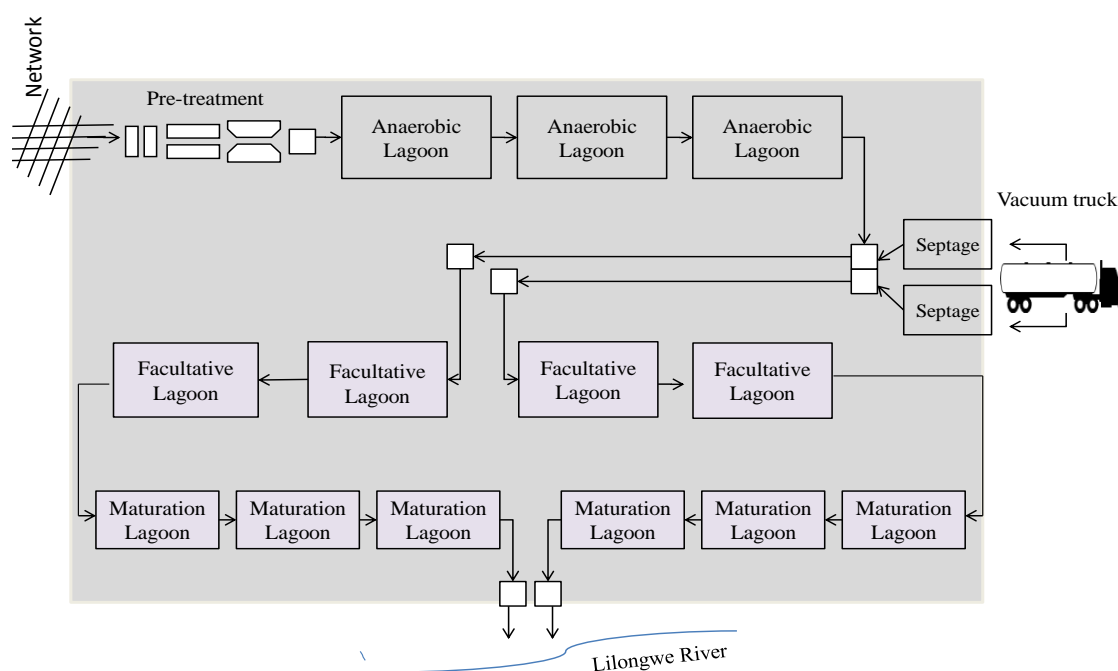 Network
Pre-treatment
Anaerobic
Lagoon
Anaerobic
Lagoon
Anaerobic
Lagoon
Vacuum truck
Septage
Septage
Facultative
Lagoon
Facultative
Lagoon
Facultative
Lagoon
Facultative
Lagoon
Maturation
Lagoon
Maturation
Lagoon
Maturation
Lagoon
Maturation
Lagoon
Maturation
Lagoon
Maturation
Lagoon
Lilongwe River